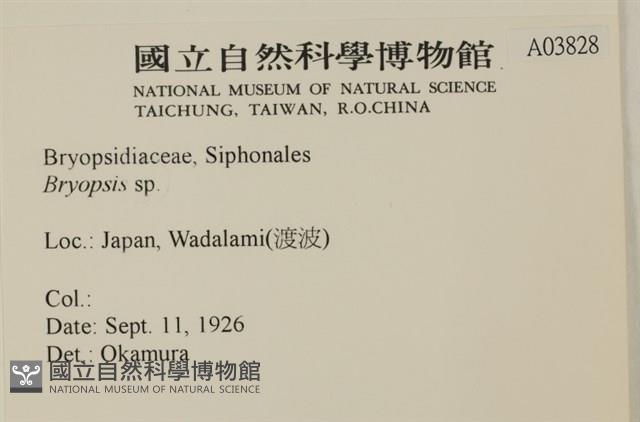 國立自然科學博物館
A03828
NATIONAL MUSEUM OF NATURAL SCIENCE
TAICHUNG, TAIWAN, R.O.CHINA
Bryopsidiaceae, Siphonales
Bryopsis sp.
Loc.: Japan, Wadalami(渡波)
Col.:
Date: Sept. 11, 1926
Det.: Okamura
國立自然科學博物館
NATIONAL MUSEUM OF NATURAL SCIENCE